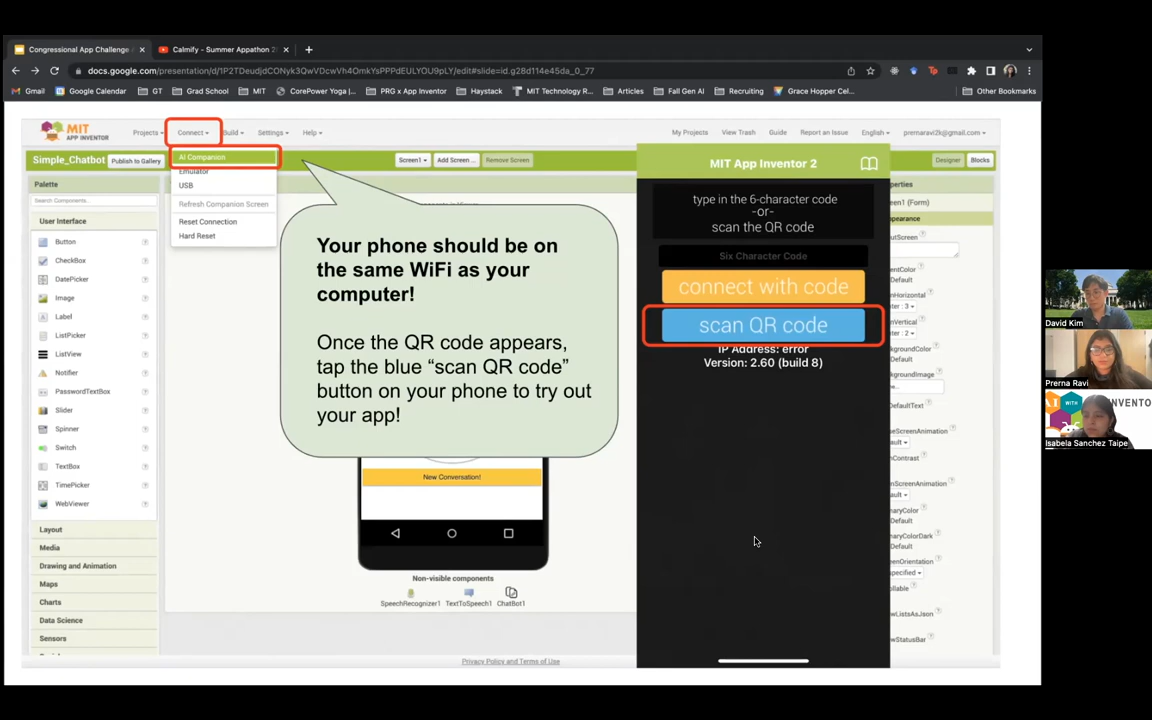 Congressional App Challenge
Calmify - Summer Appathon 2
docs.google.com/presentation/d/1P2TDeudjdCONyk3QwVDcwVh4OmkYsPPPdEULYOU9pLY/edit#slide=id.g28d114e45da_0_77
Gmail
Google Calendar
GT
Grad School
MIT
CorePower Yoga |...
PRG x App Inventor
Haystack
MIT Technology R...
Articles
Fall Gen AI
Recruiting
Grace Hopper Cel...
Other Bookmarks
MIT
APP INVENTOR
Projects
Connect
Build
Settings
Help
My Projects
View Trash
Guide
Report an Issue
English
premaravi2k@gmail.com
Simple_Chatbot
Publish to Gallery
Screen1
Add Screen ...
Remove Screen
Designer
Blocks
AI Companion
Emulator
USB
Refresh Companion Screen
Reset Connection
Hard Reset
Palette
Search Components...
User Interface
Button
CheckBox
DatePicker
Image
Label
ListPicker
ListView
Notifier
PasswordTextBox
Slider
Spinner
Switch
TextBox
TimePicker
WebViewer
Layout
Media
Drawing and Animation
Maps
Charts
Data Science
Sensors
Your phone should be on
the same WiFi as your
computer!
Once the QR code appears,
tap the blue “scan QR code”
button on your phone to try out
your app!
New Conversation!
Non-visible components
SpeechRecognizer1
TextToSpeech1
ChatBot1
Privacy Policy and Terms of Use
MIT App Inventor 2
type in the 6-character code
-or-
scan the QR code
Six Character Code
connect with code
scan QR code
IP Address: error
Version: 2.60 (build 8)
David Kim
Prerna Ravi
AI
WITH
INVENTO
Isabela Sanchez Taipe